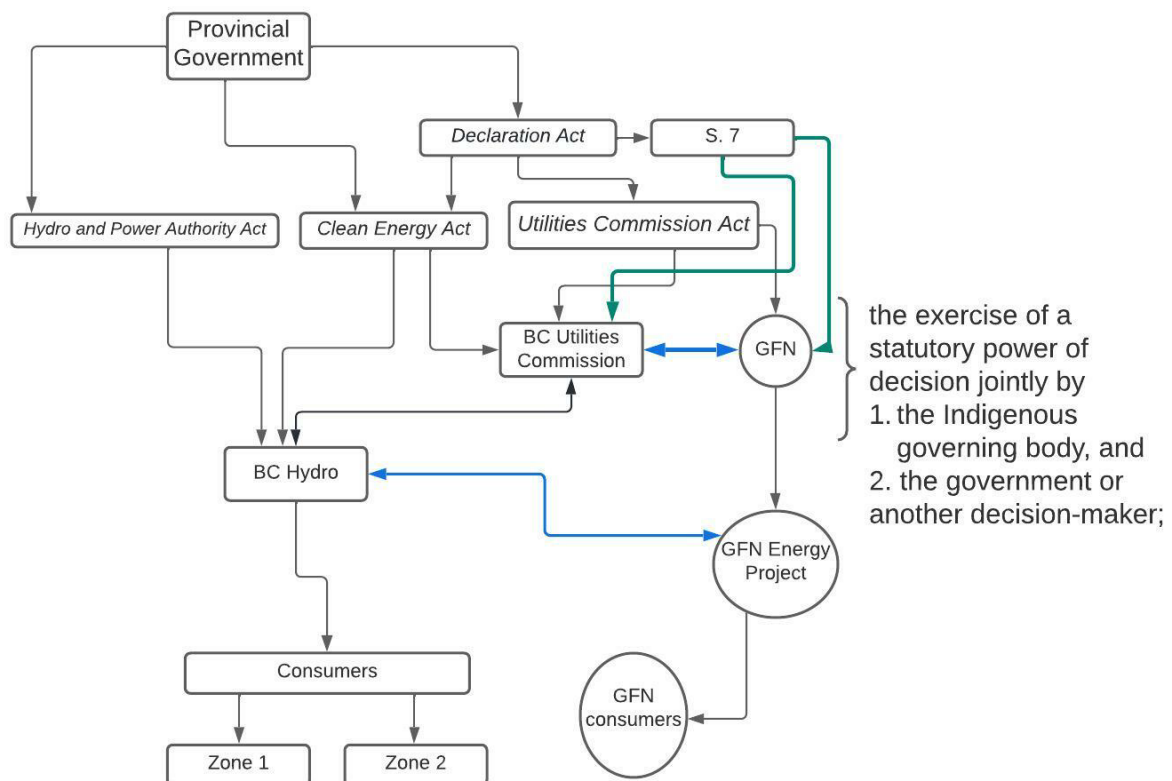 Provincial
Government
Declaration Act
S. 7
Hydro and Power Authority Act
Clean Energy Act
Utilities Commission Act
BC Utilities
Commission
GFN
the exercise of a
statutory power of
decision jointly by
1. the Indigenous
governing body, and
2. the government or
another decision-maker;
BC Hydro
GFN Energy
Project
Consumers
GFN
consumers
Zone 1
Zone 2